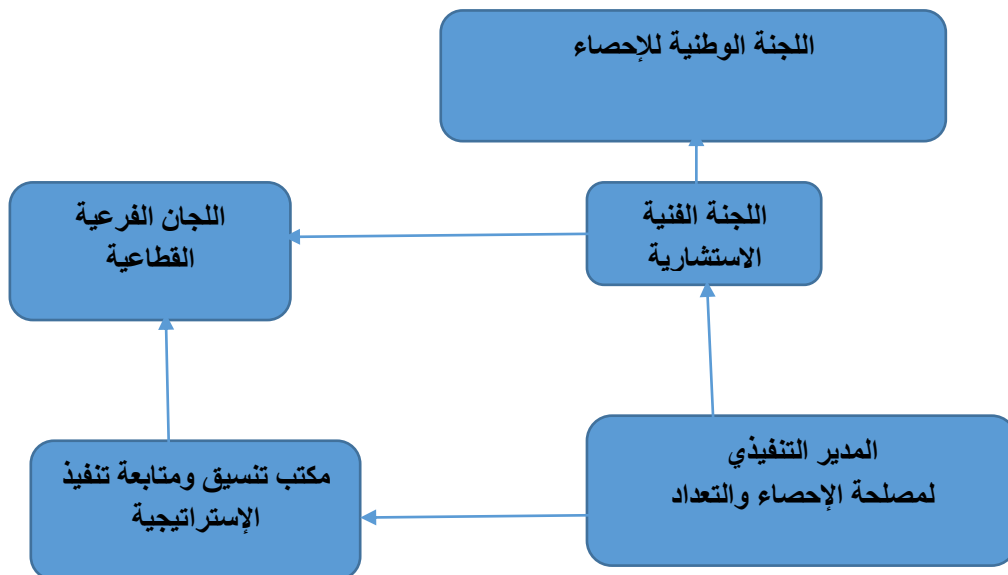 اللجنة الوطنية للإحصاء
اللجنة الفنية
الاستشارية
اللجان الفرعية
القطاعية
المدير التنفيذي
لمصلحة الإحصاء والتعداد
مكتب تنسيق ومتابعة تنفيذ
الإستراتيجية